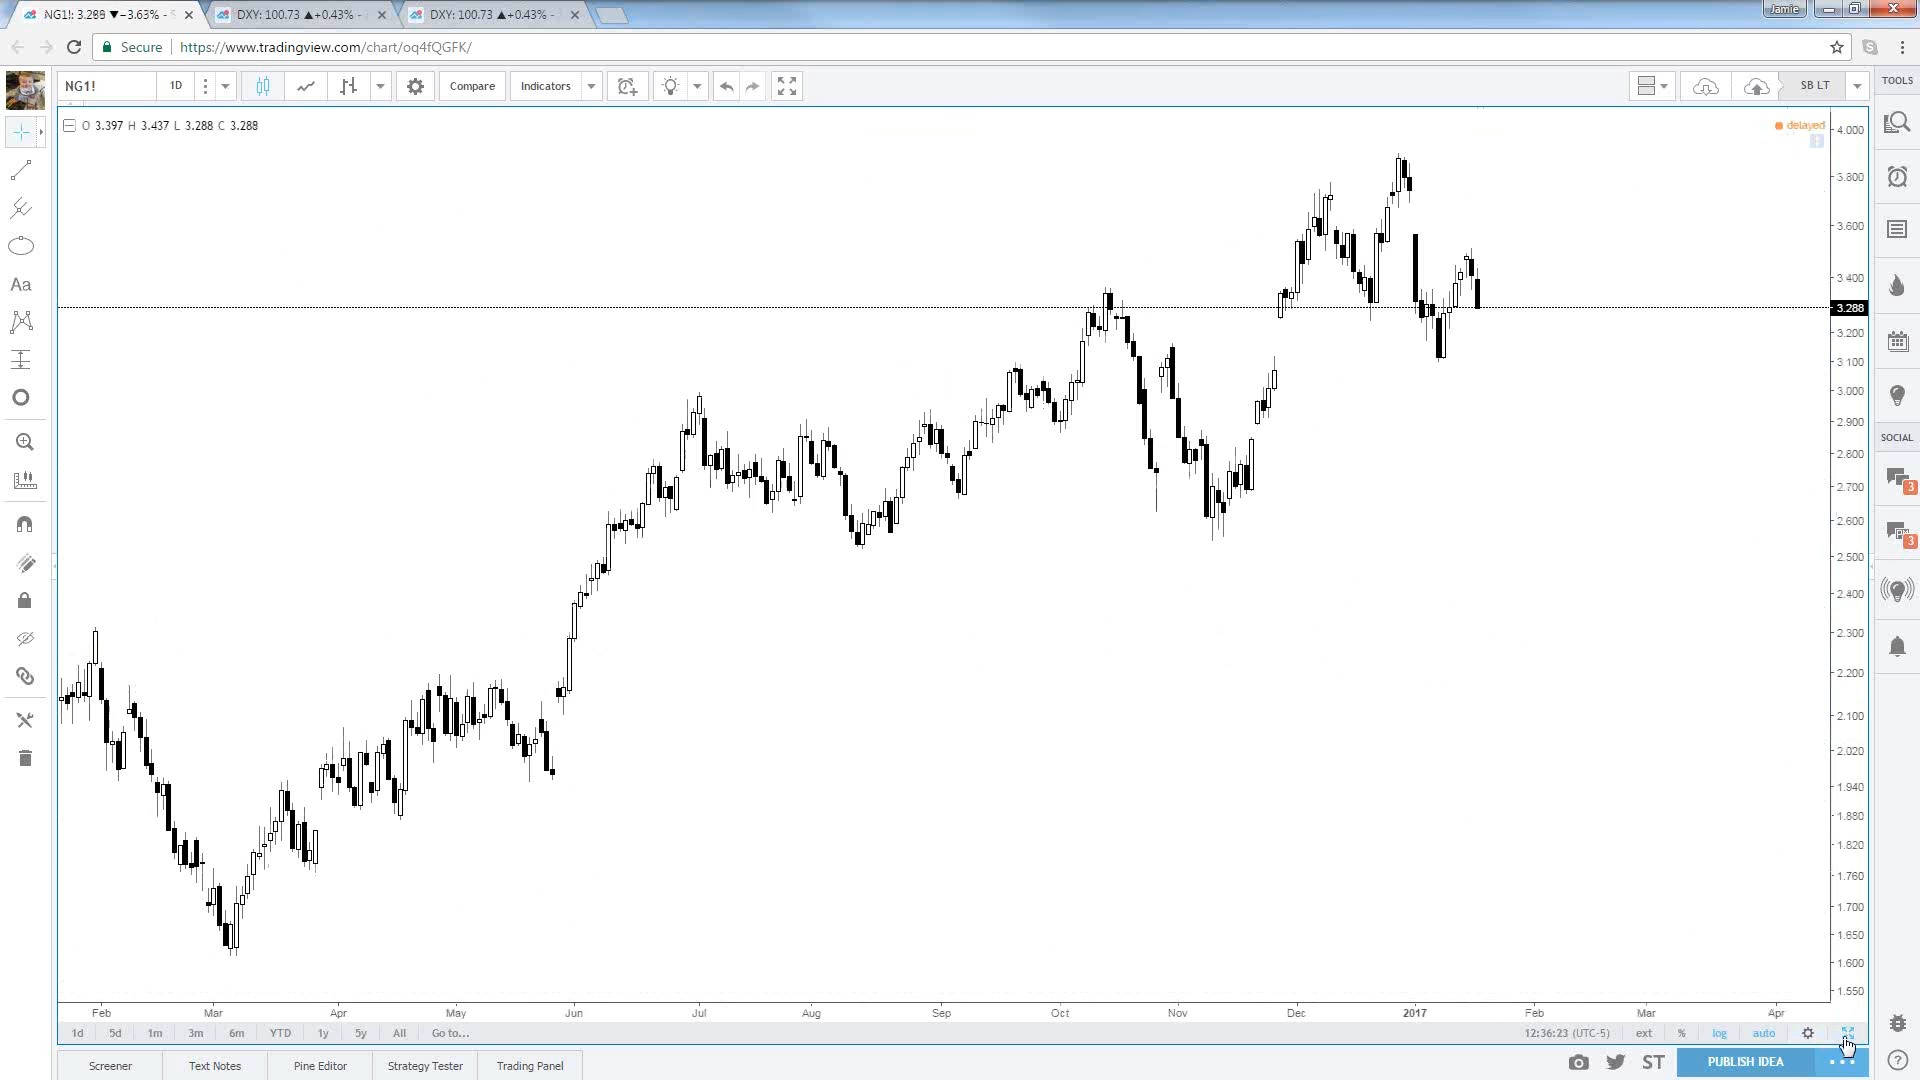 NG1!: 3.288 ▼−3.63% - S
DXY: 100.73 ▲+0.43% -
DXY: 100.73 ▲+0.43% -
Jamie
Secure
https://www.tradingview.com/chart/oq4fQGFK/
NG1!
1D
Compare
Indicators
SB LT
TOOLS
O 3.397 H 3.437 L 3.288 C 3.288
delayed
4.000
3.800
3.600
3.400
3.288
3.200
3.100
3.000
2.900
2.800
2.700
2.600
2.500
2.400
2.300
2.200
2.100
2.020
1.940
1.880
1.820
1.760
1.700
1.650
1.600
1.550
Aa
SOCIAL
3
3
Feb Mar Apr May Jun Jul Aug Sep Oct Nov Dec 2017 Feb Mar Apr
1d 5d 1m 3m 6m YTD 1y 5y All Go to...
12:36:23 (UTC-5) ext % log auto
Screener Text Notes Pine Editor Strategy Tester Trading Panel
ST
PUBLISH IDEA